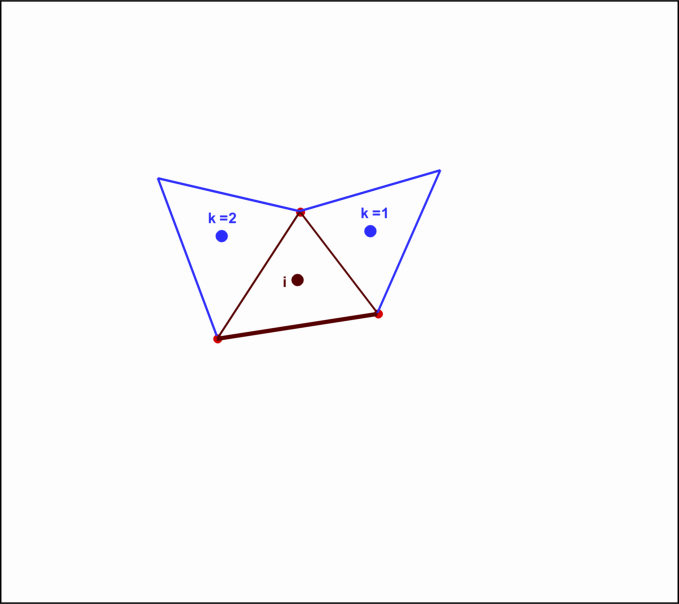 k =1
k =2
i